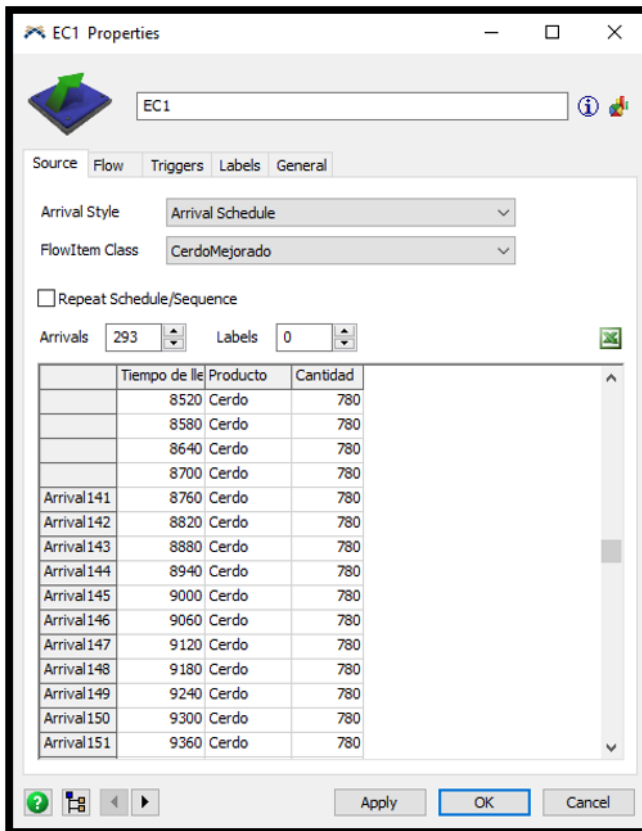 EC1 Properties
EC1
Source Flow Triggers Labels General
Arrival Style Arrival Schedule
FlowItem Class CerdoMejorado
Repeat Schedule/Sequence
Arrivals 293 Labels 0
Tiempo de lle Producto Cantidad
8520 Cerdo 780
8580 Cerdo 780
8640 Cerdo 780
8700 Cerdo 780
Arrival141 8760 Cerdo 780
Arrival142 8820 Cerdo 780
Arrival143 8880 Cerdo 780
Arrival144 8940 Cerdo 780
Arrival145 9000 Cerdo 780
Arrival146 9060 Cerdo 780
Arrival147 9120 Cerdo 780
Arrival148 9180 Cerdo 780
Arrival149 9240 Cerdo 780
Arrival150 9300 Cerdo 780
Arrival151 9360 Cerdo 780
Apply OK Cancel